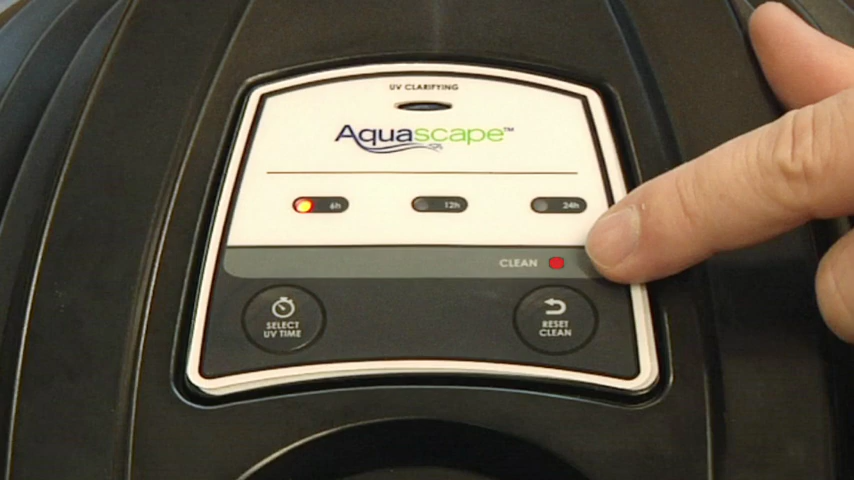 UV CLARIFYING
Aquascape™
6h 12h 24h
CLEAN
SELECT
UV TIME
RESET
CLEAN